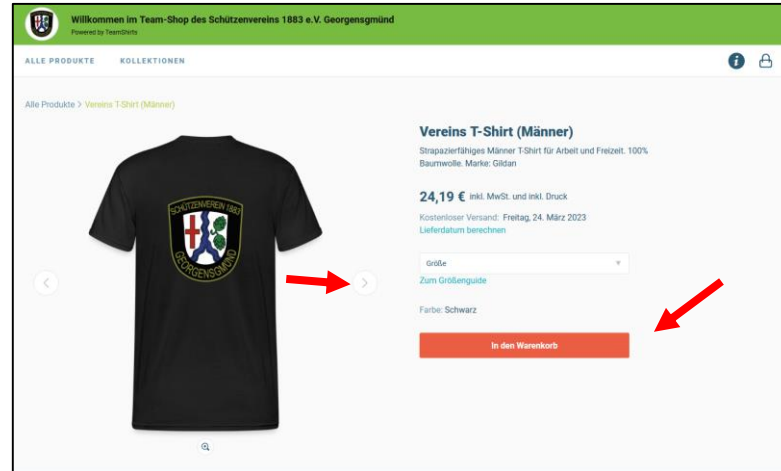 Willkommen im Team-Shop des Schützenvereins 1883 e.V. Georgensgmünd
Powered by TeamShirts
ALLE PRODUKTE KOLLEKTIONEN
Alle Produkte > Vereins T-Shirt (Männer)
SCHÜTZENVEREIN 1883
GEORGENSGMÜND
Vereins T-Shirt (Männer)
Strapazierfähiges Männer T-Shirt für Arbeit und Freizeit. 100%
Baumwolle. Marke: Gildan
24,19 € inkl. MwSt. und inkl. Druck
Kostenloser Versand: Freitag, 24. März 2023
Lieferdatum berechnen
Größe
Zum Größenguide
Farbe: Schwarz
In den Warenkorb